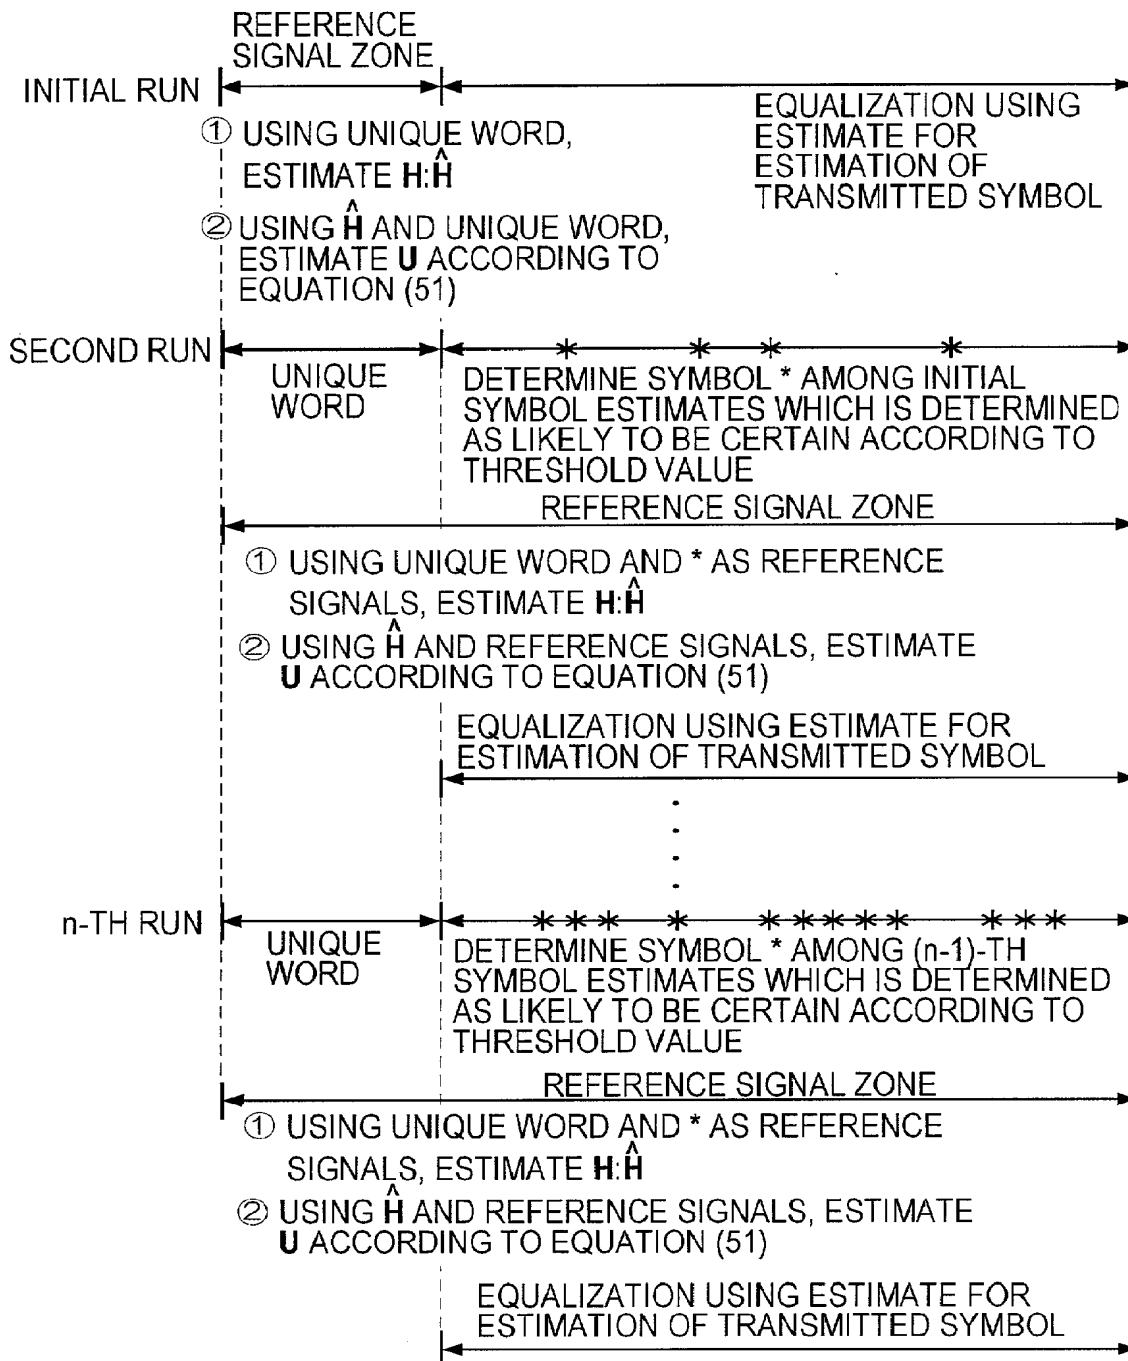 REFERENCE
SIGNAL ZONE
INITIAL RUN
EQUALIZATION USING
ESTIMATE FOR
ESTIMATION OF
TRANSMITTED SYMBOL
① USING UNIQUE WORD,
ESTIMATE H:Ĥ
② USING Ĥ AND UNIQUE WORD,
ESTIMATE U ACCORDING TO
EQUATION (51)
SECOND RUN
* * * *
UNIQUE
WORD
DETERMINE SYMBOL * AMONG INITIAL
SYMBOL ESTIMATES WHICH IS DETERMINED
AS LIKELY TO BE CERTAIN ACCORDING TO
THRESHOLD VALUE
REFERENCE SIGNAL ZONE
① USING UNIQUE WORD AND * AS REFERENCE
SIGNALS, ESTIMATE H:Ĥ
② USING Ĥ AND REFERENCE SIGNALS, ESTIMATE
U ACCORDING TO EQUATION (51)
EQUALIZATION USING ESTIMATE FOR
ESTIMATION OF TRANSMITTED SYMBOL
n-TH RUN
* * * * * * * * * * * *
UNIQUE
WORD
DETERMINE SYMBOL * AMONG (n-1)-TH
SYMBOL ESTIMATES WHICH IS DETERMINED
AS LIKELY TO BE CERTAIN ACCORDING TO
THRESHOLD VALUE
REFERENCE SIGNAL ZONE
① USING UNIQUE WORD AND * AS REFERENCE
SIGNALS, ESTIMATE H:Ĥ
② USING Ĥ AND REFERENCE SIGNALS, ESTIMATE
U ACCORDING TO EQUATION (51)
EQUALIZATION USING ESTIMATE FOR
ESTIMATION OF TRANSMITTED SYMBOL